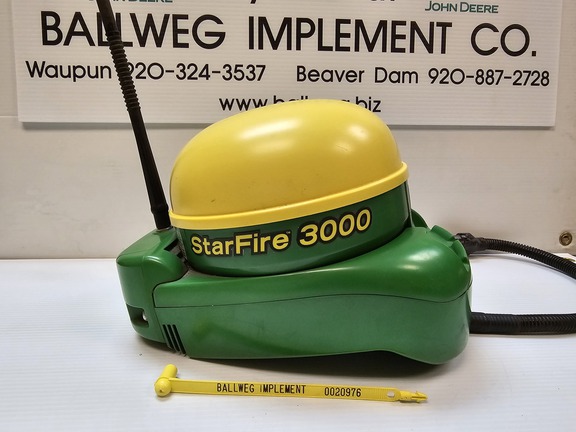 JOHN DEERE
BALLWEG IMPLEMENT CO.
Waupun 920-324-3537 Beaver Dam 920-887-2728
www.ballweg.biz
StarFire 3000
BALLWEG IMPLEMENT 0020976